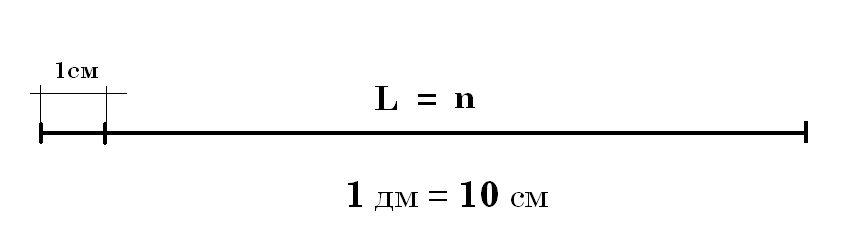 1см
L = n
1 дм = 10 см